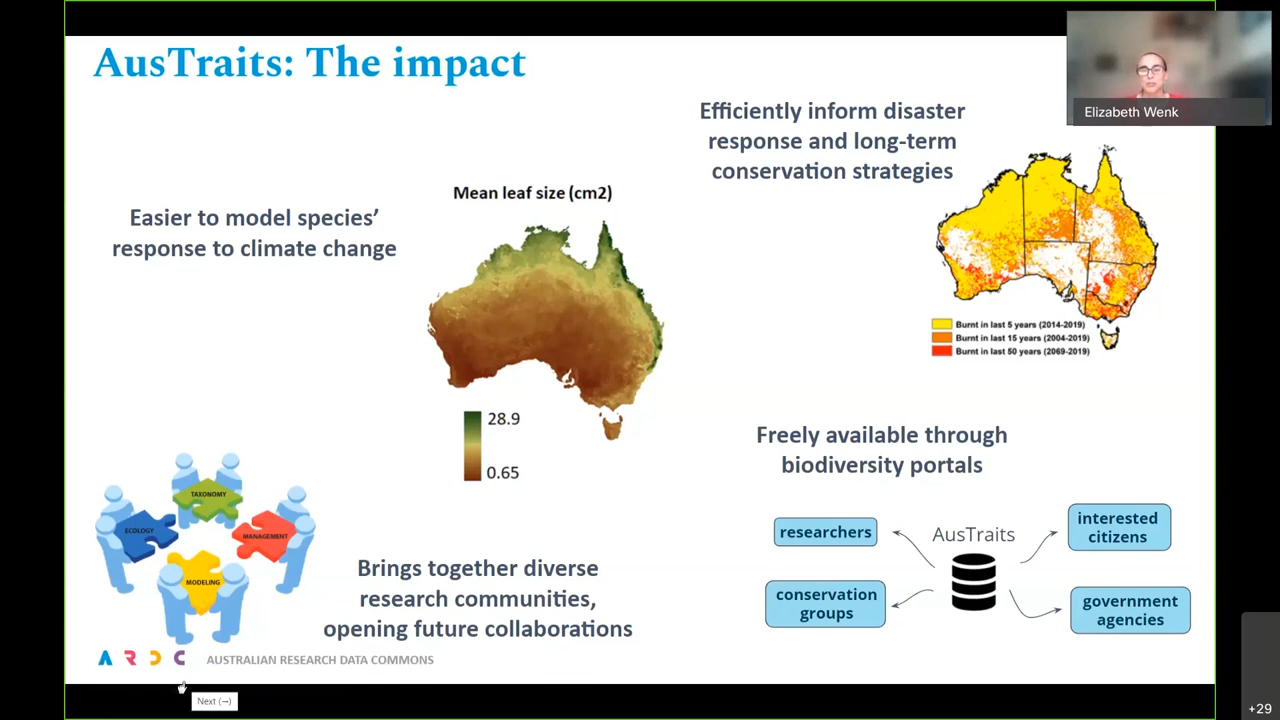 AusTraits: The impact
Elizabeth Wenk
Efficiently inform disaster
response and long-term
conservation strategies
Easier to model species'
response to climate change
Mean leaf size (cm2)
28.9
0.65
Burnt in last 5 years (2014-2019)
Burnt in last 15 years (2004-2019)
Burnt in last 50 years (2069-2019)
TAXONOMY
ECOLOGY
MANAGEMENT
MODELING
Brings together diverse
research communities,
opening future collaborations
Freely available through
biodiversity portals
researchers
conservation
groups
AusTraits
interested
citizens
government
agencies
ARDC AUSTRALIAN RESEARCH DATA COMMONS
Next (→)
+29